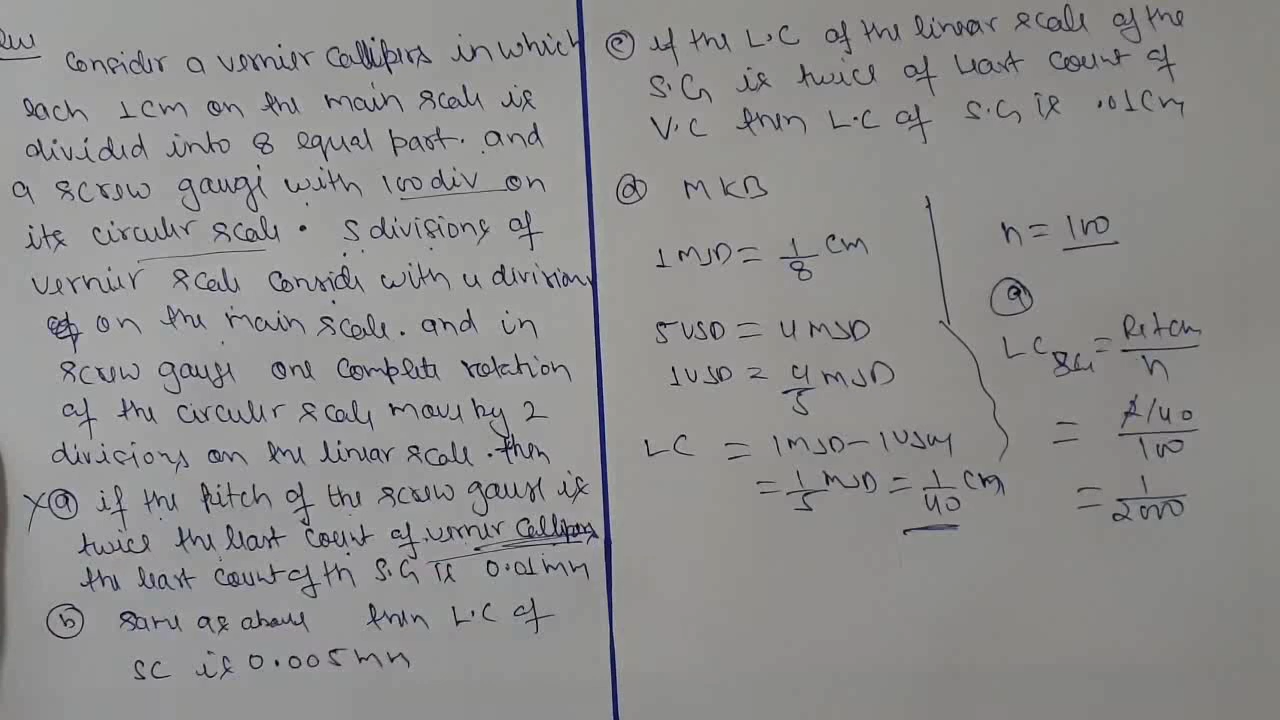 Consider a vernier callipers in which
each 1cm on the main scale is
divided into 8 equal part. and
a screw gauge with 100 div on
its circular scale. 5 divisions of
vernier scale conside with 4 divisions
on the main scale. and in
screw gauge one complete rotation
of the circular scale move by 2
divisions on the linear scale. then
X (a) if the pitch of the screw gauge is
twice the least count of verner callipers
the least count of th S.G is 0.01mm
(b) same as above then L.C of
SC is 0.005mm
(c) if the L.C of the linear scale of the
S.G is twice of least count of
V.C then L.C of S.G is .01cm
(d) MKB
1MSD = 1/8 cm
5VSD = 4MSD
1VSD = 4/5 MSD
LC = 1MSD - 1VSD
= 1/5 MSD = 1/40 cm
n = 100
(a)
LC SG = Pitch/n
= 2/40/100
= 1/2000